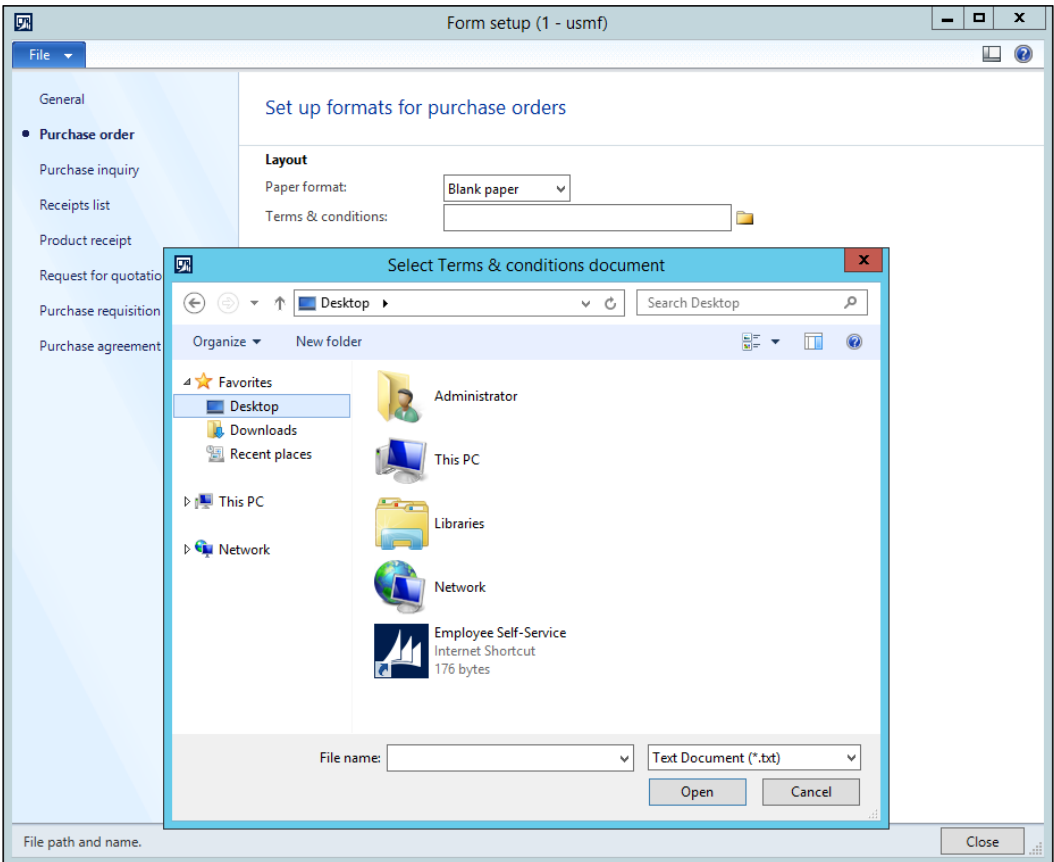 Form setup (1 - usmf)
File
General
Purchase order
Purchase inquiry
Receipts list
Product receipt
Request for quotatio
Purchase requisition
Purchase agreement
Set up formats for purchase orders
Layout
Paper format:
Blank paper
Terms & conditions:
Select Terms & conditions document
Desktop
Search Desktop
Organize
New folder
Favorites
Desktop
Downloads
Recent places
This PC
Network
Administrator
This PC
Libraries
Network
Employee Self-Service
Internet Shortcut
176 bytes
File name:
Text Document (*.txt)
Open
Cancel
File path and name.
Close